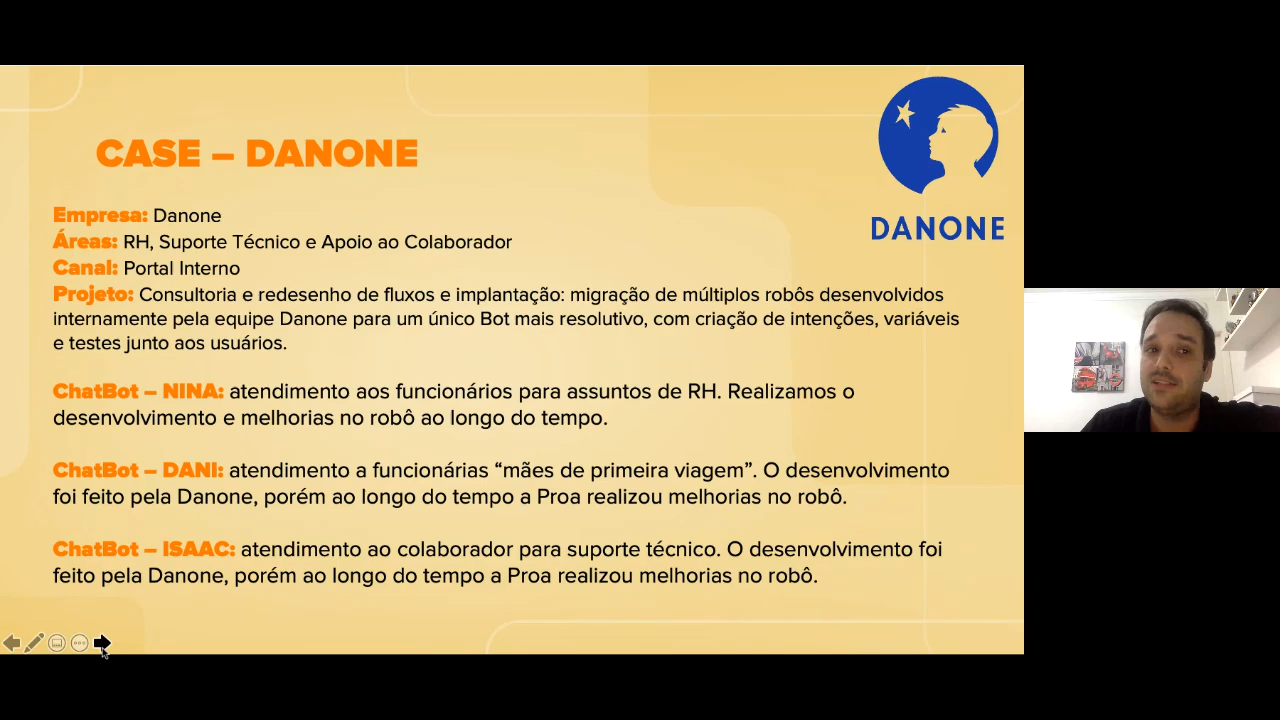 CASE – DANONE
DANONE
Empresa: Danone
Áreas: RH, Suporte Técnico e Apoio ao Colaborador
Canal: Portal Interno
Projeto: Consultoria e redesenho de fluxos e implantação: migração de múltiplos robôs desenvolvidos
internamente pela equipe Danone para um único Bot mais resolutivo, com criação de intenções, variáveis
e testes junto aos usuários.
ChatBot – NINA: atendimento aos funcionários para assuntos de RH. Realizamos o
desenvolvimento e melhorias no robô ao longo do tempo.
ChatBot – DANI: atendimento a funcionárias “mães de primeira viagem”. O desenvolvimento
foi feito pela Danone, porém ao longo do tempo a Proa realizou melhorias no robô.
ChatBot – ISAAC: atendimento ao colaborador para suporte técnico. O desenvolvimento foi
feito pela Danone, porém ao longo do tempo a Proa realizou melhorias no robô.